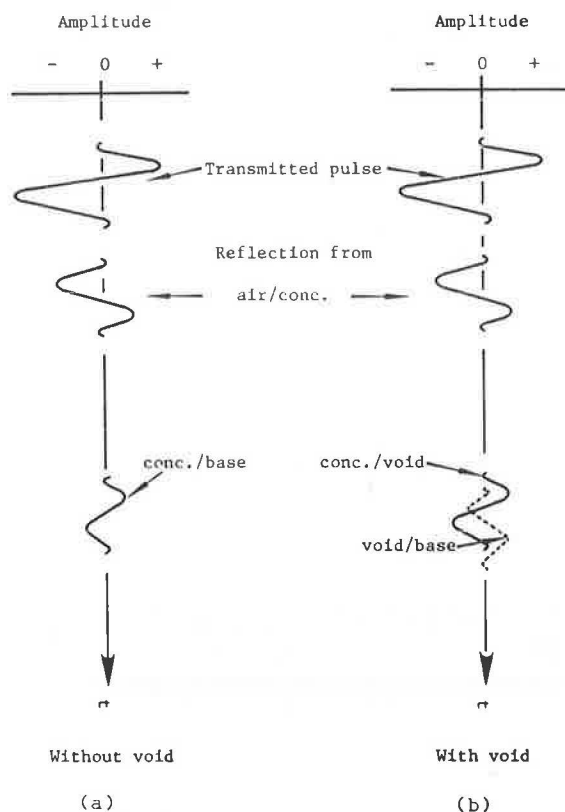 Amplitude
- 0 +
Amplitude
- 0 +
Transmitted pulse
Reflection from
air/conc.
conc./base
conc./void
void/base
t
t
Without void
With void
(a)
(b)